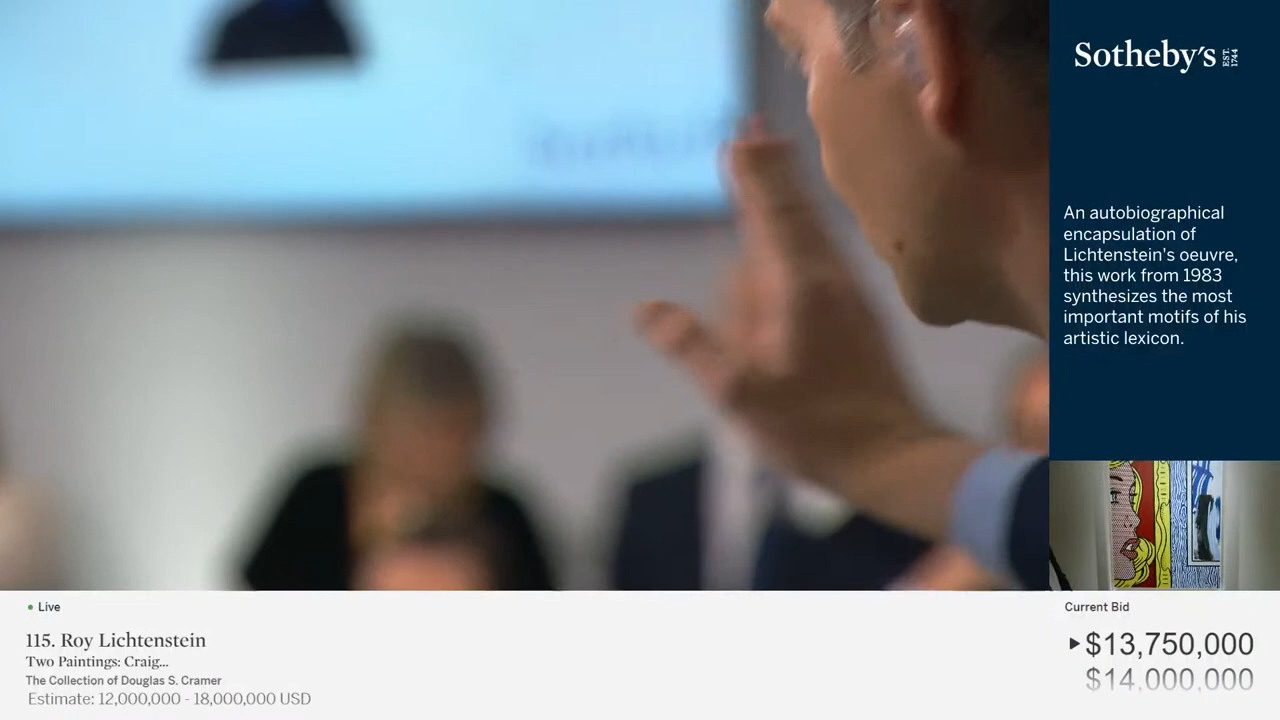 Sotheby's EST. 1744
An autobiographical
encapsulation of
Lichtenstein's oeuvre,
this work from 1983
synthesizes the most
important motifs of his
artistic lexicon.
Live
115. Roy Lichtenstein
Two Paintings: Craig...
The Collection of Douglas S. Cramer
Estimate: 12,000,000 - 18,000,000 USD
Current Bid
$13,750,000
$14,000,000